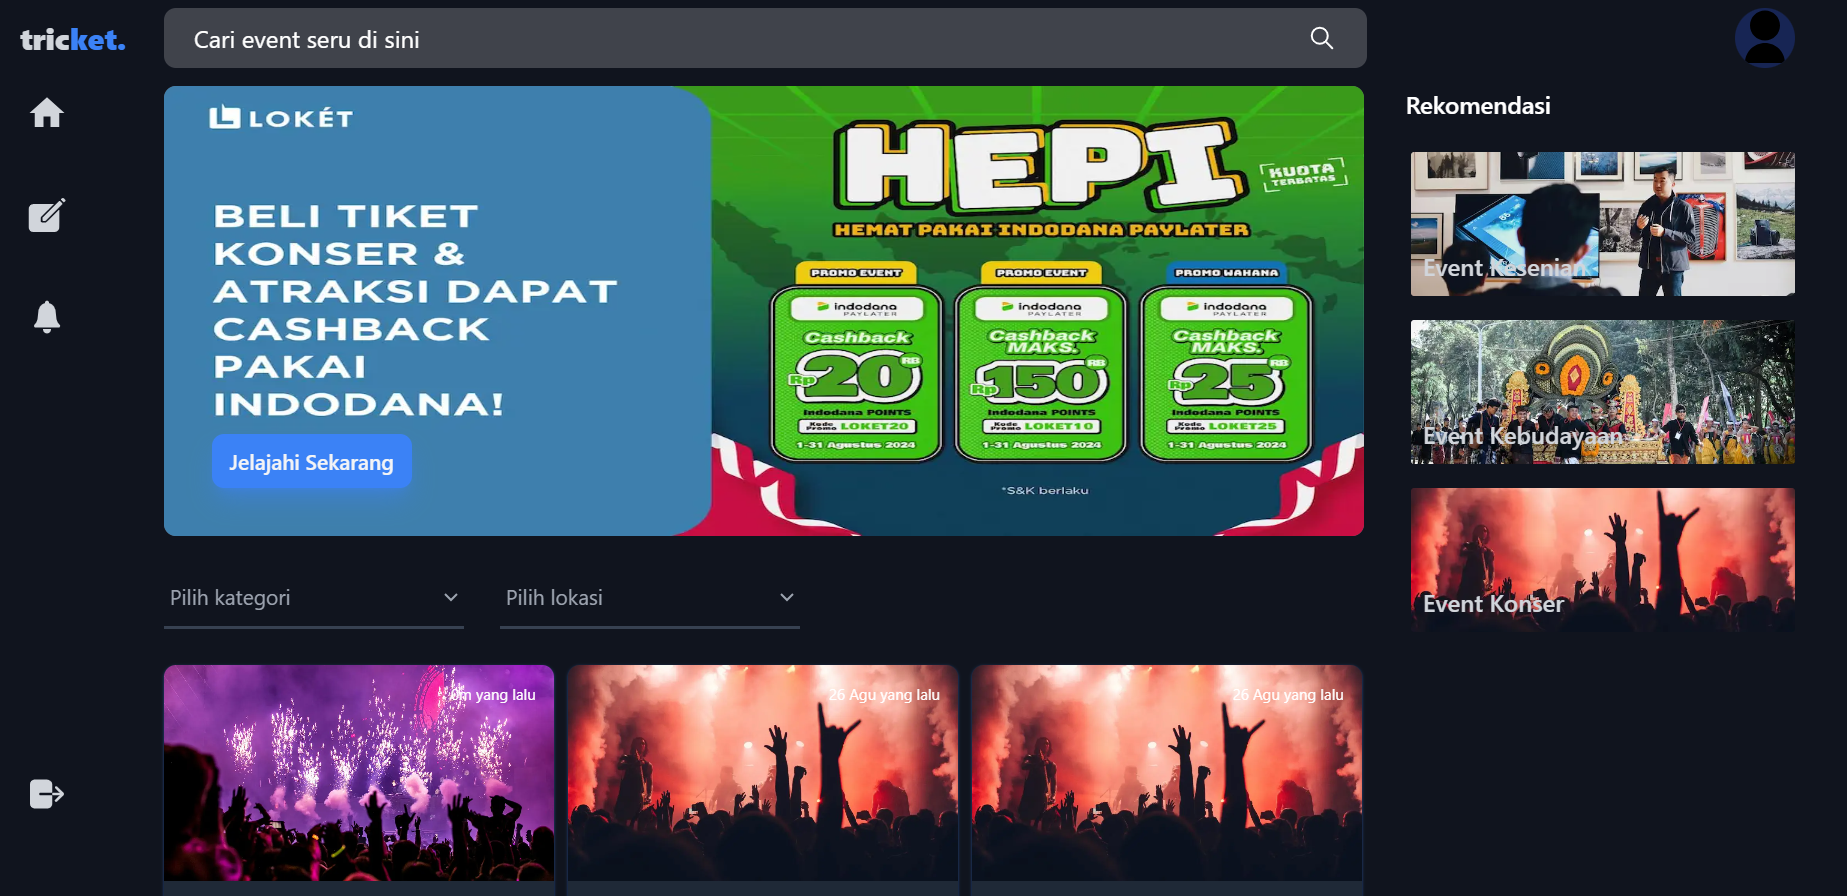 tricket.
Cari event seru di sini
LOKÉT
BELI TIKET
KONSER &
ATRAKSI DAPAT
CASHBACK
PAKAI
INDODANA!
Jelajahi Sekarang
HEPI
KUOTA
TERBATAS
HEMAT PAKAI INDODANA PAYLATER
PROMO EVENT
indodana
PAYLATER
Cashback
Rp 20 RB
Indodana POINTS
Kode Promo LOKET20
1-31 Agustus 2024
PROMO EVENT
indodana
PAYLATER
Cashback
MAKS.
Rp 150 RB
Indodana POINTS
Kode Promo LOKET10
1-31 Agustus 2024
PROMO WAHANA
indodana
PAYLATER
Cashback
MAKS.
Rp 25 RB
Indodana POINTS
Kode Promo LOKET25
1-31 Agustus 2024
*S&K berlaku
Rekomendasi
Event Kesenian
Event Kebudayaan
Event Konser
Pilih kategori
Pilih lokasi
yang lalu
26 Agu yang lalu
26 Agu yang lalu